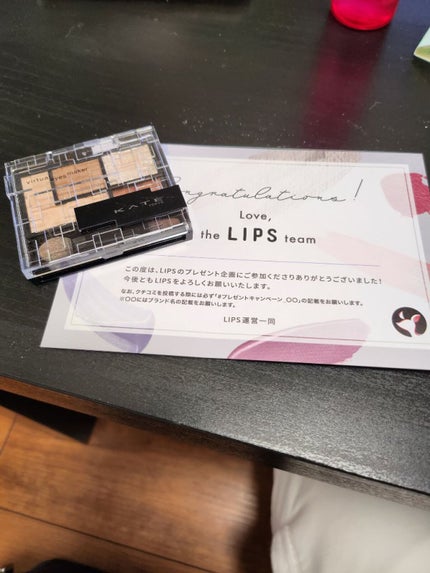 virtual eyes maker
KATE
Congratulations!
Love,
the LIPS team
この度は、LIPSのプレゼント企画にご参加くださりありがとうございました!
今後ともLIPSをよろしくお願いいたします。
なお、クチコミを投稿する際には必ず「#プレゼントキャンペーン_〇〇」の記載をお願いします。
※〇〇にはブランド名の記載をお願いします。
LIPS運営一同